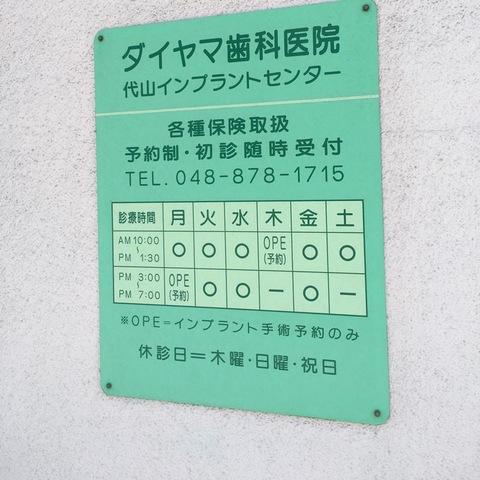 ダイヤマ歯科医院
代山インプラントセンター
各種保険取扱
予約制・初診随時受付
TEL. 048-878-1715
診療時間 月 火 水 木 金 土
AM 10:00 ~ PM 1:30 ○ ○ ○ OPE (予約) ○ ○
PM 3:00 ~ PM 7:00 OPE (予約) ○ ○ ー ○ ー
※OPE=インプラント手術予約のみ
休診日=木曜・日曜・祝日